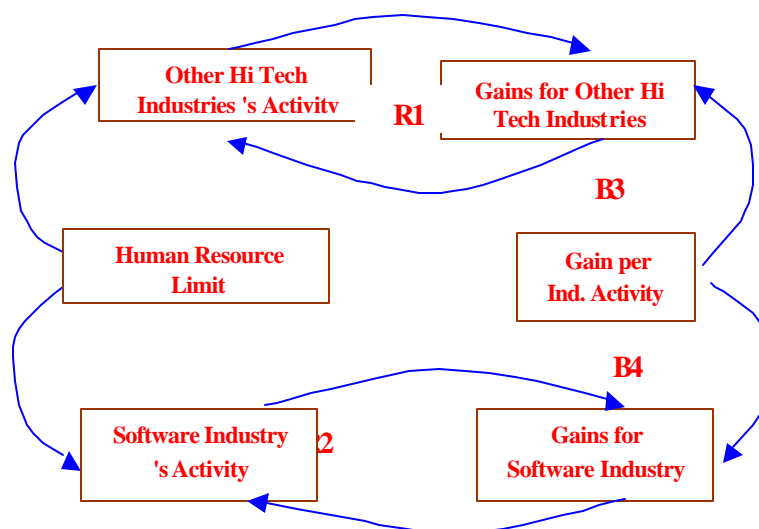 Other Hi Tech
Industries 's Activity
Gains for Other Hi
Tech Industries
R1
B3
Human Resource
Limit
Gain per
Ind. Activity
B4
Software Industry
's Activity
2
Gains for
Software Industry